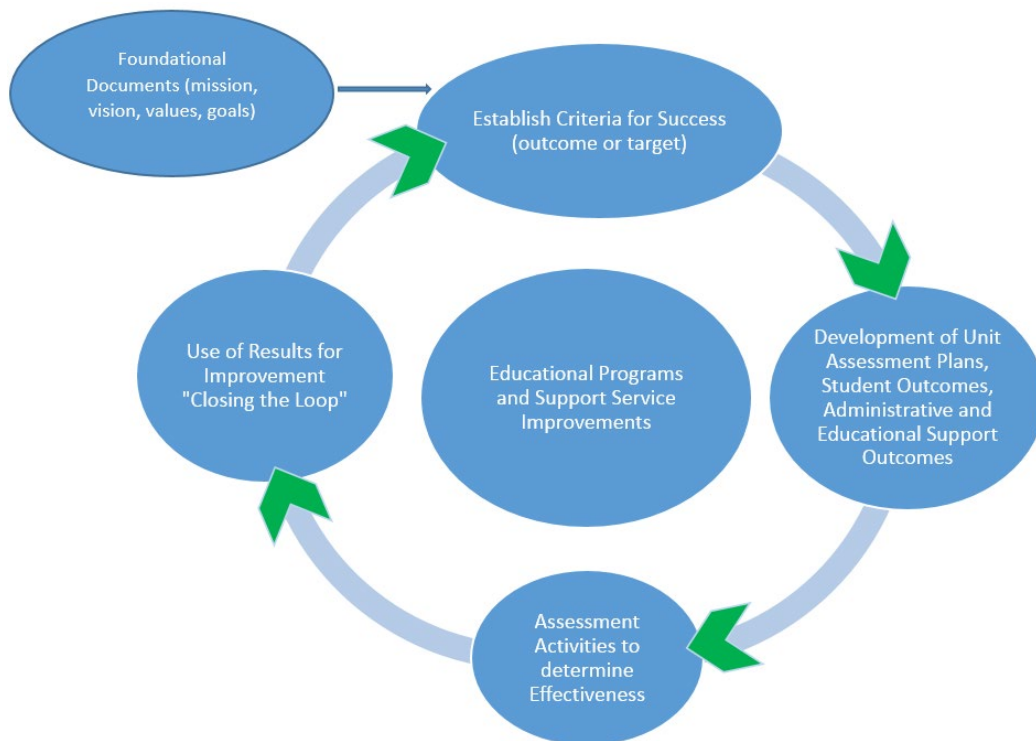 Foundational
Documents (mission,
vision, values, goals)
Establish Criteria for Success
(outcome or target)
Development of Unit
Assessment Plans,
Student Outcomes,
Administrative and
Educational Support
Outcomes
Assessment
Activities to
determine
Effectiveness
Use of Results for
Improvement
"Closing the Loop"
Educational Programs
and Support Service
Improvements